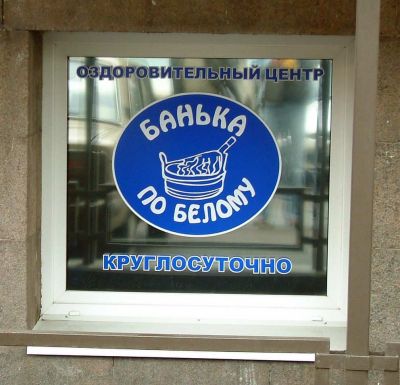 ОЗДОРОВИТЕЛЬНЫЙ ЦЕНТР
БАНЬКА
ПО БЕЛОМУ
КРУГЛОСУТОЧНО